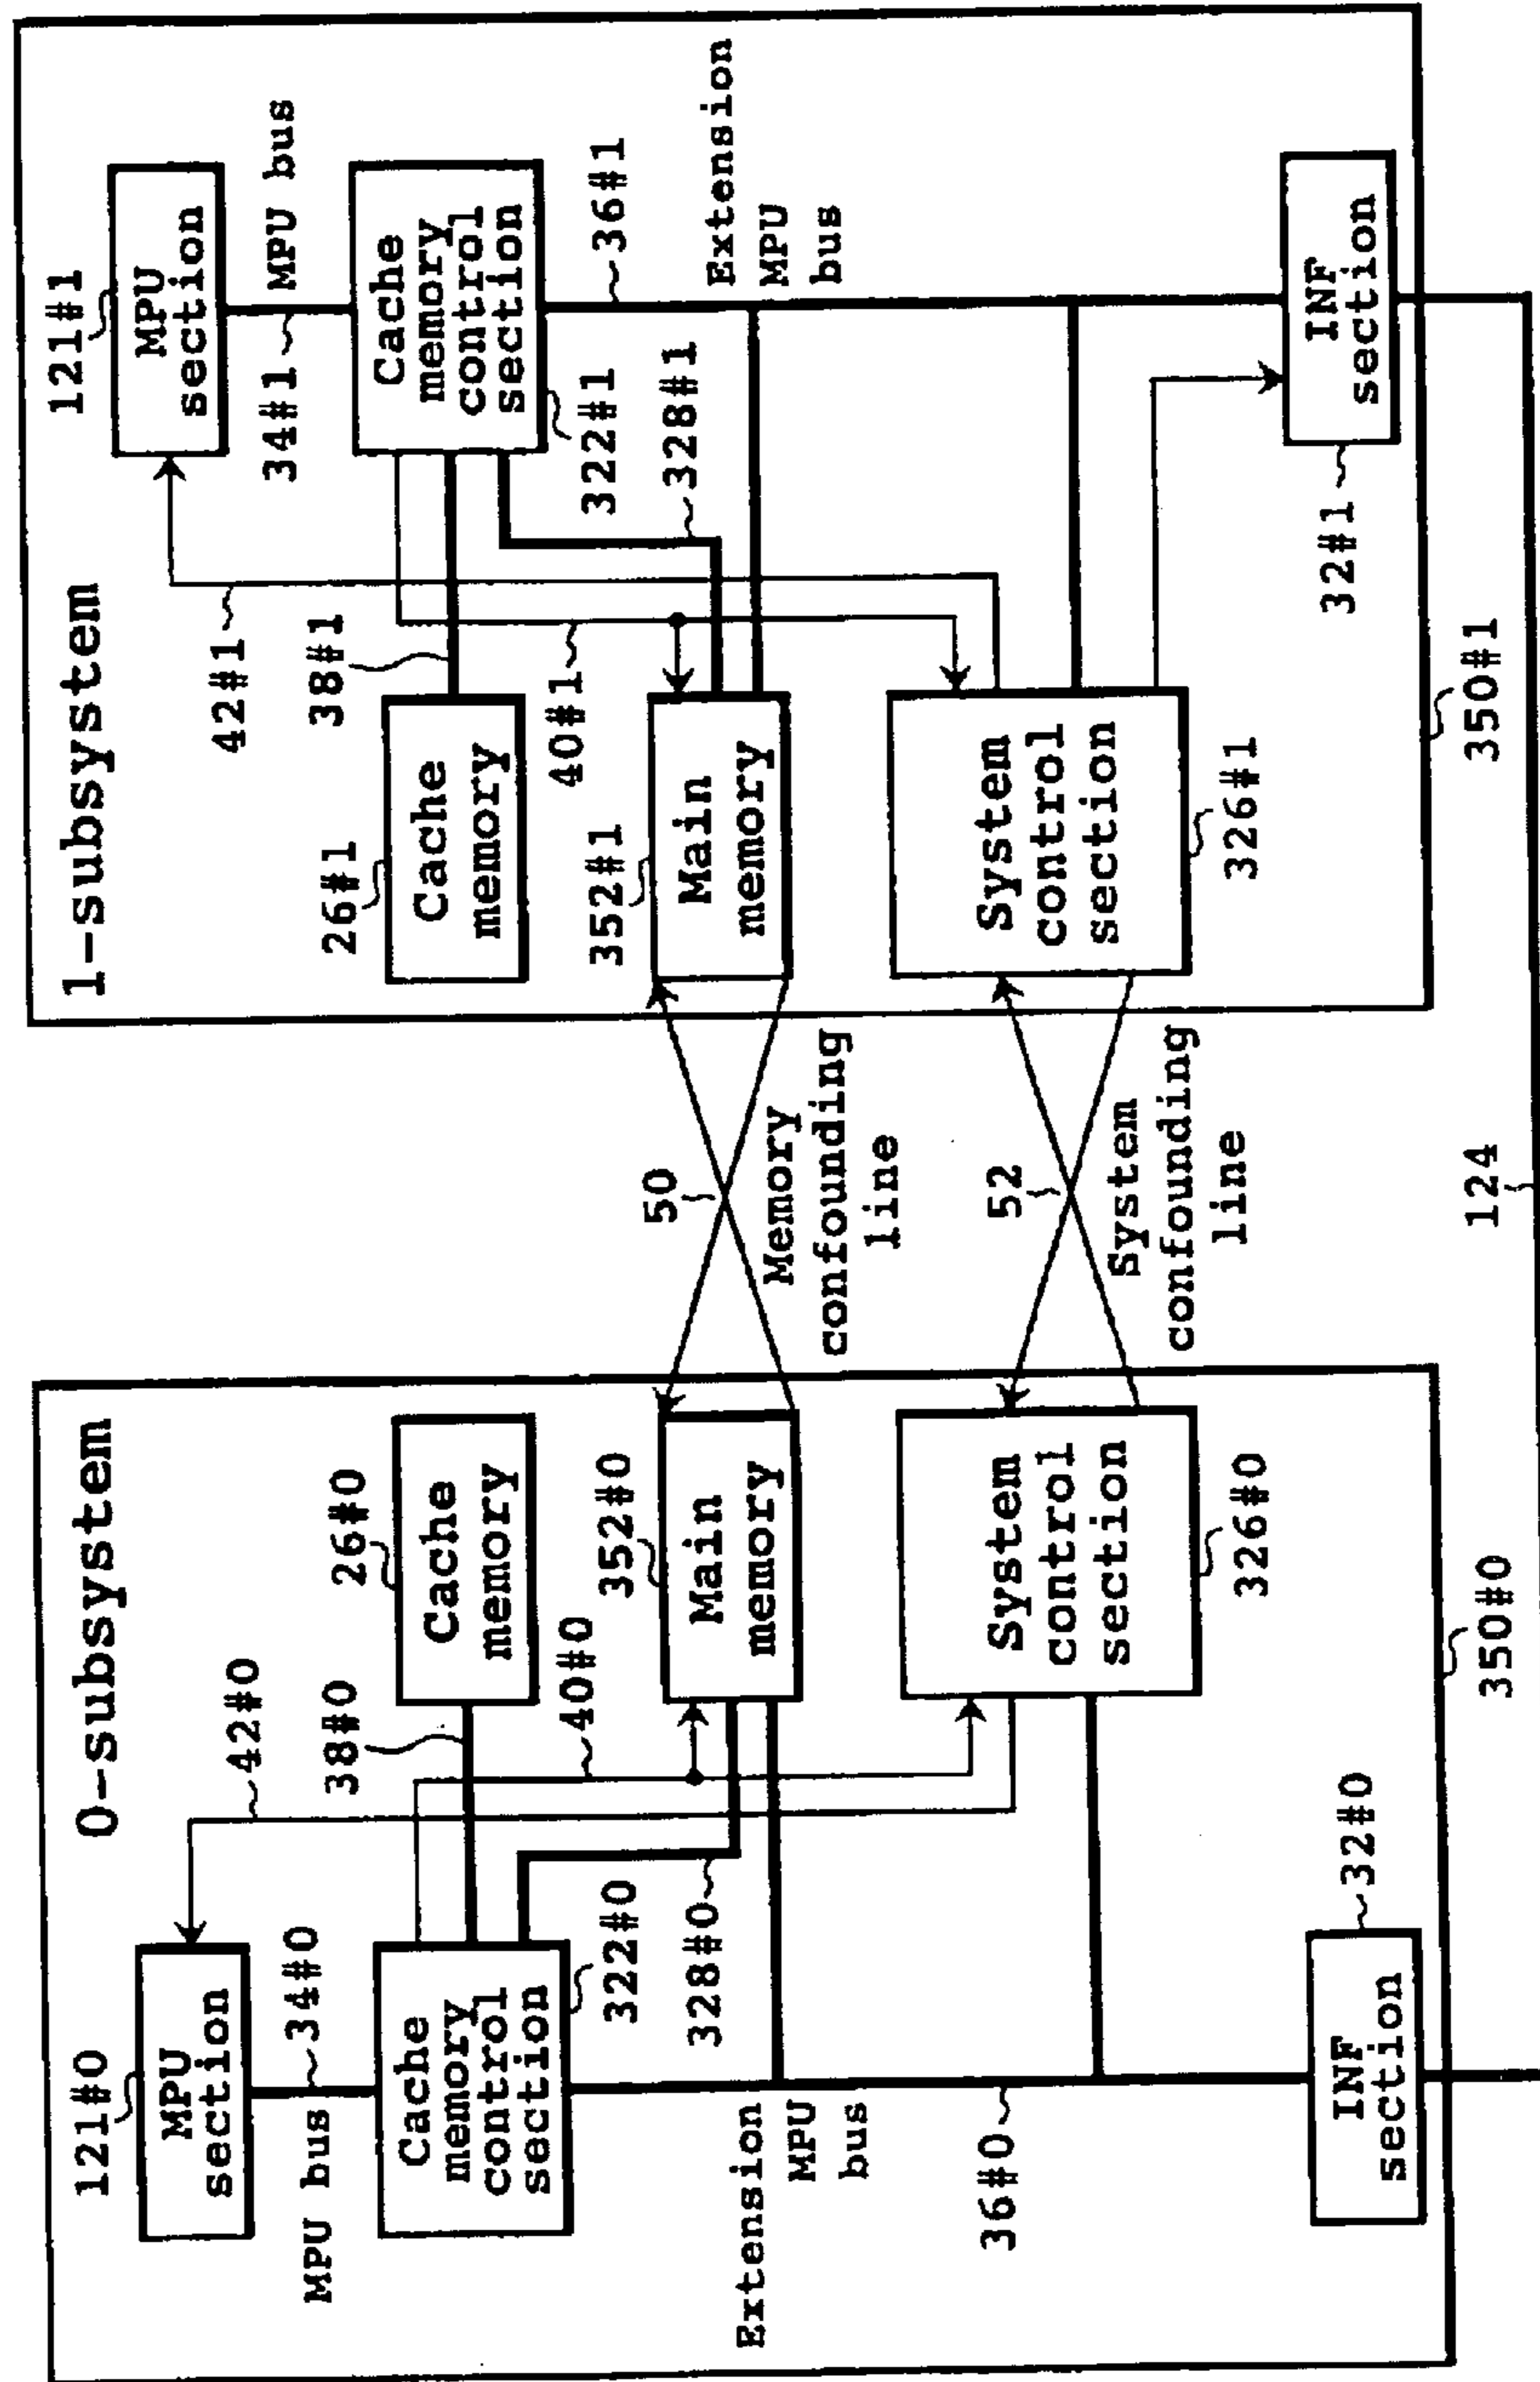 0-subsystem
121#0
MPU
section
42#0
MPU bus
34#0
38#0
26#0
Cache
memory
control
section
Cache
memory
322#0
40#0
352#0
328#0
Main
memory
Extension
MPU
bus
36#0
System
control
section
326#0
INF
section
32#0
350#0
50
Memory
confounding
line
52
System
confounding
line
124
1-subsystem
121#1
MPU
section
42#1
34#1
MPU bus
38#1
26#1
Cache
memory
Cache
memory
control
section
40#1
322#1
36#1
352#1
328#1
Main
memory
Extension
MPU
bus
System
control
section
326#1
INF
section
32#1
350#1